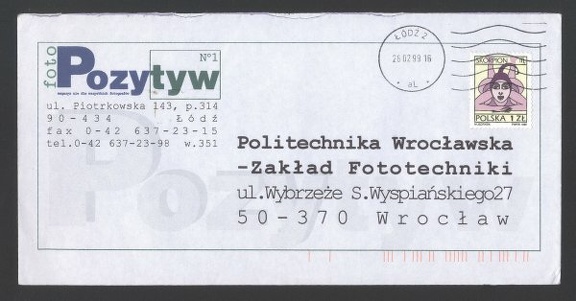 foto
Pozytyw
Nº1
ul. Piotrkowska 143, p.314
90-434 Łódź
fax 0-42 637-23-15
tel.0-42 637-23-98 w.351
ŁÓDŹ 2
26.02.99.16
aL
SKORPION
POLSKA 1 ZŁ
Politechnika Wrocławska
-Zakład Fototechniki
ul.Wybrzeże S.Wyspiańskiego27
50-370 Wrocław